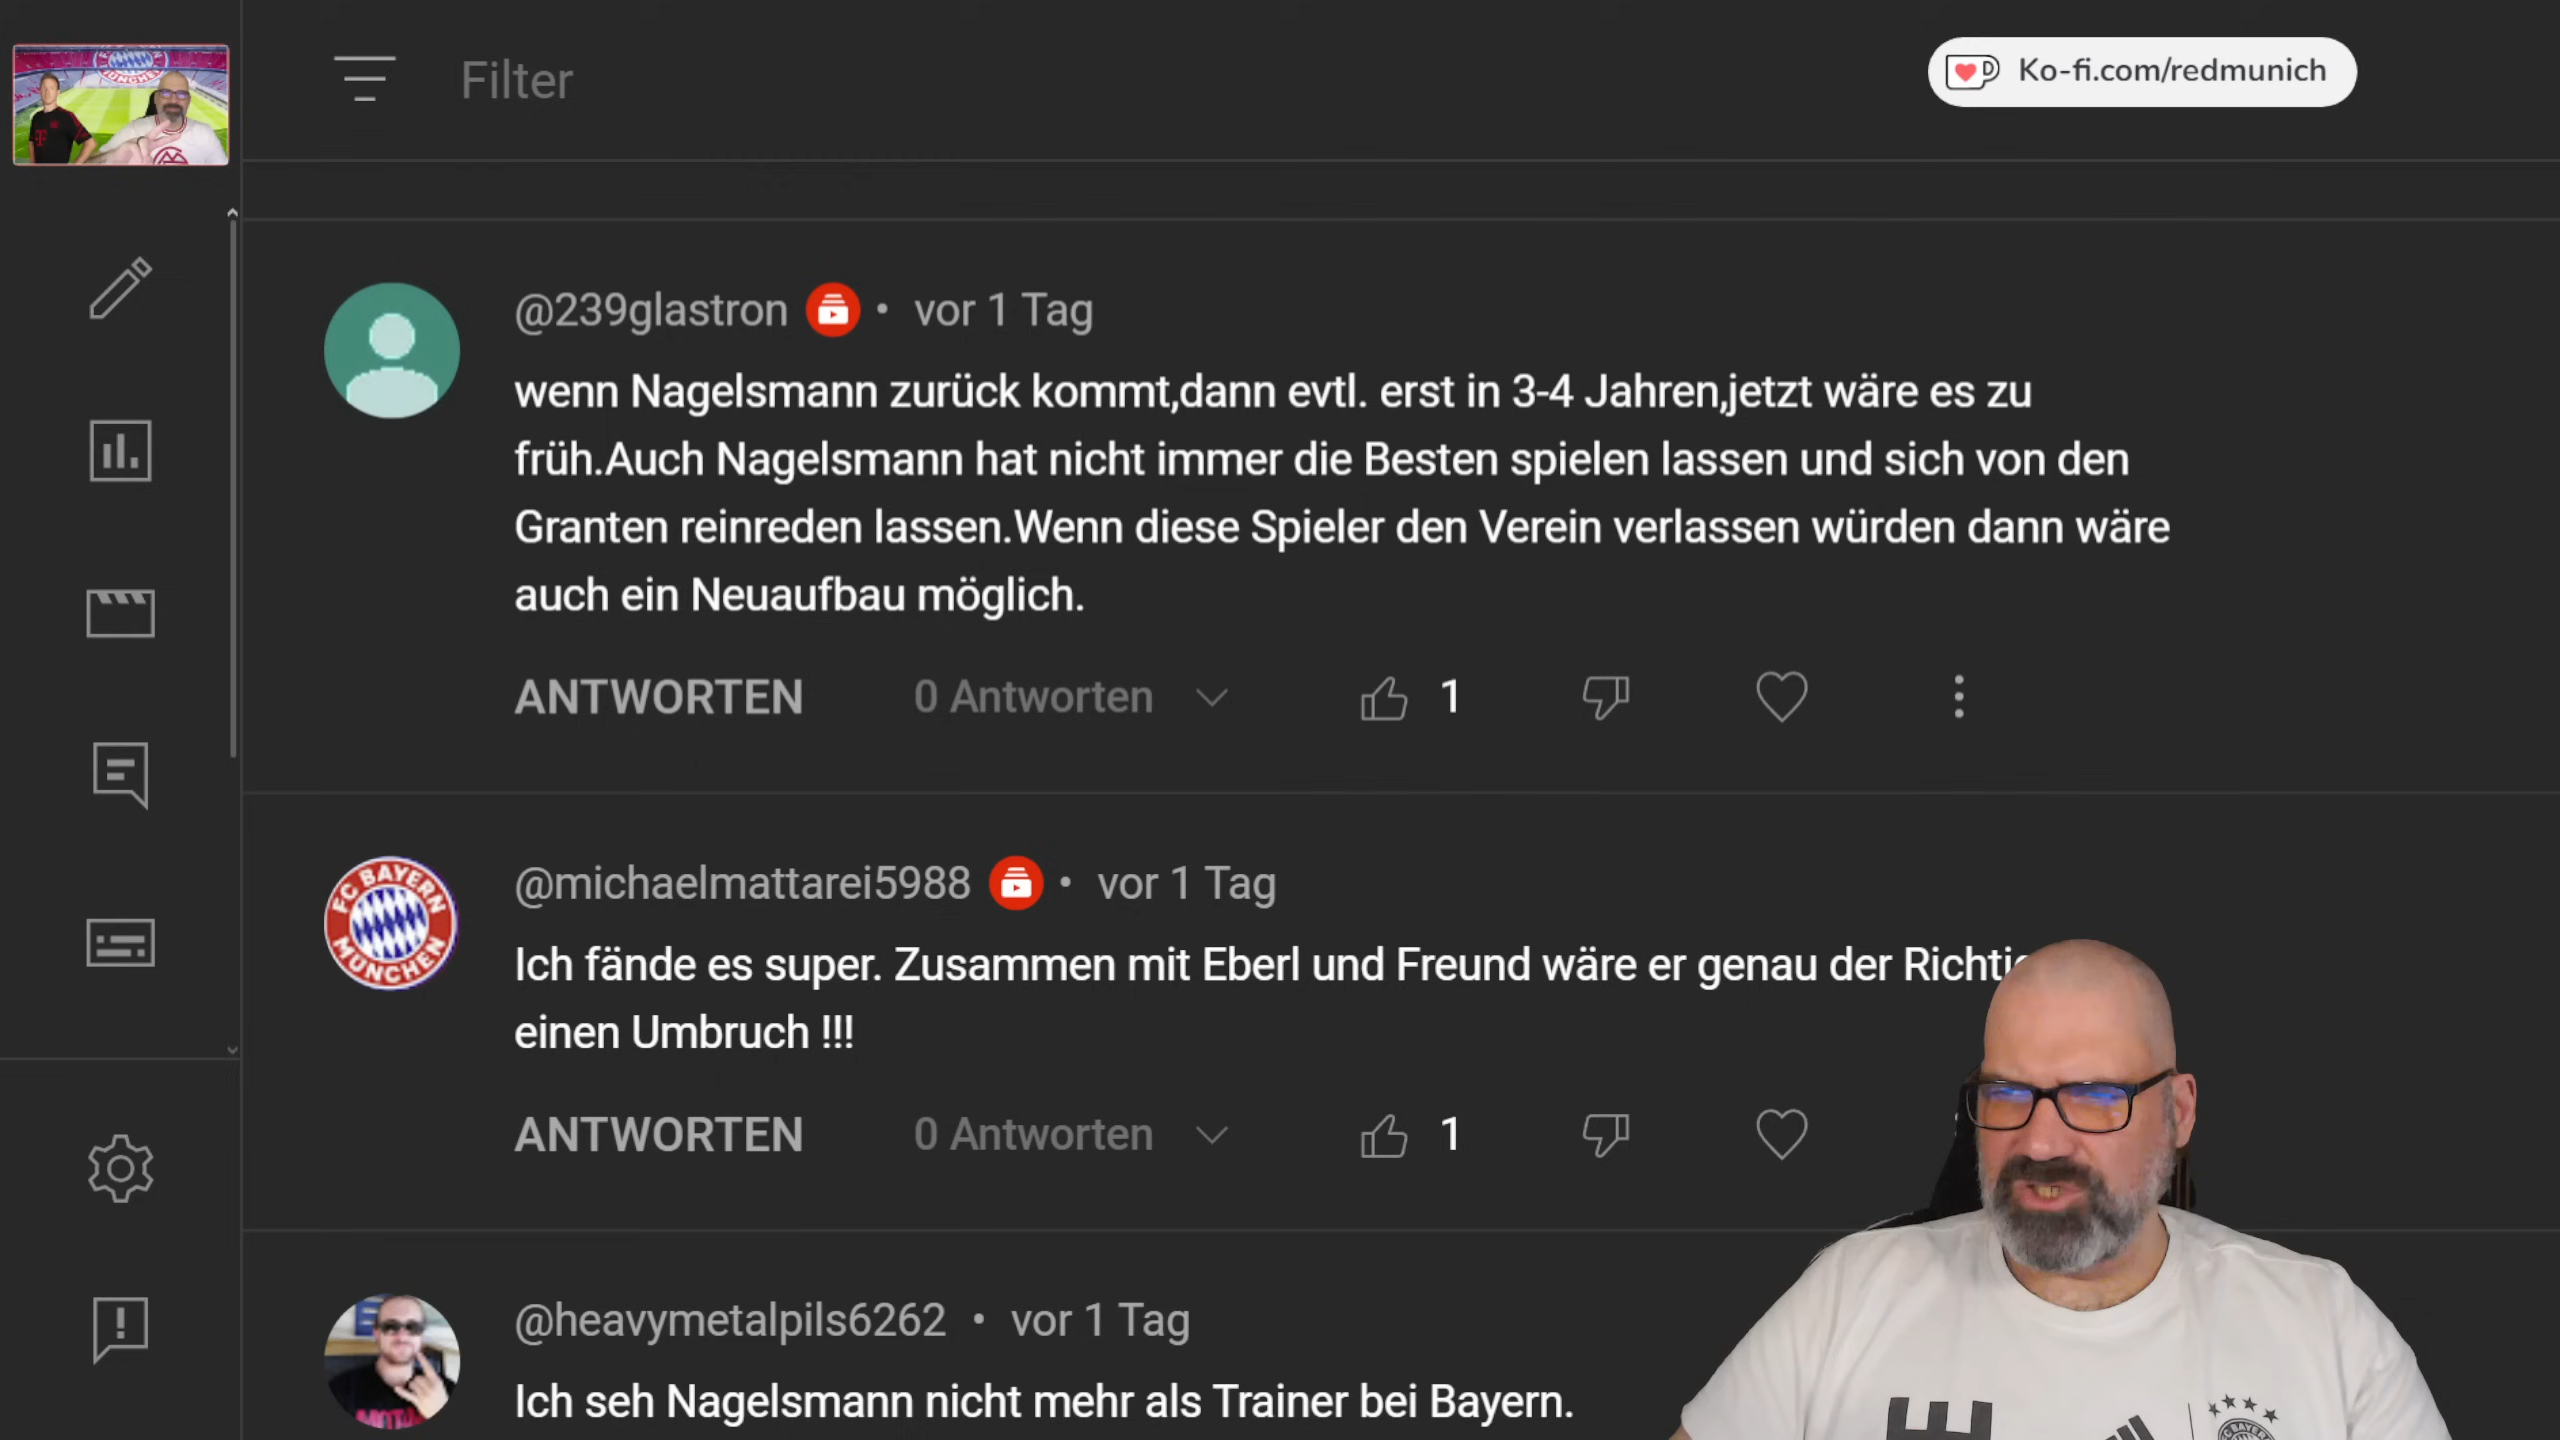 Filter
Ko-fi.com/redmunich
@239glastron • vor 1 Tag
wenn Nagelsmann zurück kommt,dann evtl. erst in 3-4 Jahren,jetzt wäre es zu
früh.Auch Nagelsmann hat nicht immer die Besten spielen lassen und sich von den
Granten reinreden lassen.Wenn diese Spieler den Verein verlassen würden dann wäre
auch ein Neuaufbau möglich.
ANTWORTEN 0 Antworten 1
FC BAYERN MÜNCHEN
@michaelmattarei5988 • vor 1 Tag
Ich fände es super. Zusammen mit Eberl und Freund wäre er genau der
einen Umbruch !!!
ANTWORTEN 0 Antworten 1
@heavymetalpils6262 • vor 1 Tag
Ich seh Nagelsmann nicht mehr als Trainer bei Bayern.